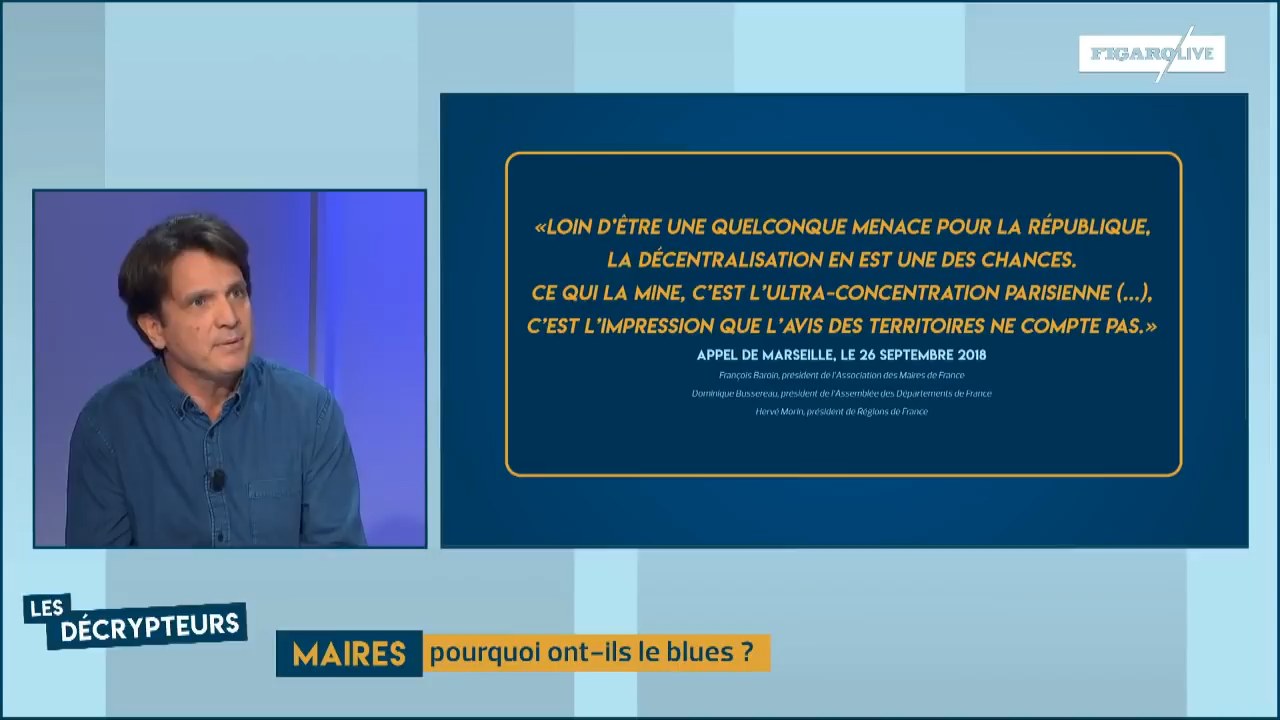 FIGARO LIVE
«LOIN D'ÊTRE UNE QUELCONQUE MENACE POUR LA RÉPUBLIQUE,
LA DÉCENTRALISATION EN EST UNE DES CHANCES.
CE QUI LA MINE, C'EST L'ULTRA-CONCENTRATION PARISIENNE (...),
C'EST L'IMPRESSION QUE L'AVIS DES TERRITOIRES NE COMPTE PAS.»
APPEL DE MARSEILLE, LE 26 SEPTEMBRE 2018
François Baroin, président de l'Association des Maires de France
Dominique Bussereau, président de l'Assemblée des Départements de France
Hervé Morin, président de Régions de France
LES
DÉCRYPTEURS
MAIRES pourquoi ont-ils le blues ?